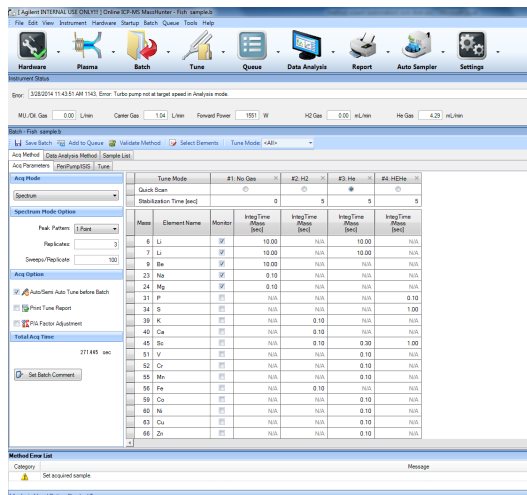 - [ Agilent INTERNAL USE ONLY!!! ] Online ICP-MS MassHunter - Fish sample.b
File Edit View Instrument Hardware Startup Batch Queue Tools Help
Hardware Plasma Batch Tune Queue Data Analysis Report Auto Sampler Settings
Instrument Status
Error: 3/28/2014 11:43:51 AM 1143, Error: Turbo pump not at target speed in Analysis mode.
M.U./Dil. Gas 0.00 L/min Carrier Gas 1.04 L/min Forward Power 1551 W H2 Gas 0.00 mL/min He Gas 4.29 mL/min
Batch - Fish sample.b
Save Batch Add to Queue Validate Method Select Elements Tune Mode: <All>
Acq Method Data Analysis Method Sample List
Acq Parameters PeriPump/ISIS Tune
Acq Mode
Spectrum
Spectrum Mode Option
Peak Pattern: 1 Point
Replicates: 3
Sweeps/Replicate: 100
Acq Option
Auto/Semi Auto Tune before Batch
Print Tune Report
P/A Factor Adjustment
Total Acq Time
271.445 sec
Set Batch Comment
Tune Mode #1: No Gas #2: H2 #3: He #4: HEHe
Quick Scan
Stabilization Time [sec] 0 5 5 5
Mass Element Name Monitor IntegTime /Mass [sec] IntegTime /Mass [sec] IntegTime /Mass [sec] IntegTime /Mass [sec]
6 Li 10.00 N/A 10.00 N/A
7 Li 10.00 N/A 10.00 N/A
9 Be 10.00 N/A 10.00 N/A
23 Na 0.10 N/A 0.10 N/A
24 Mg 0.10 N/A 0.10 N/A
31 P N/A N/A N/A 0.10
34 S N/A N/A N/A 1.00
39 K N/A 0.10 N/A N/A
40 Ca N/A 0.10 N/A N/A
45 Sc N/A 0.10 0.30 1.00
51 V N/A N/A 0.10 N/A
52 Cr N/A N/A 0.10 N/A
55 Mn N/A N/A 0.10 N/A
56 Fe N/A 0.10 N/A N/A
59 Co N/A N/A 0.10 N/A
60 Ni N/A N/A 0.10 N/A
63 Cu N/A N/A 0.10 N/A
66 Zn N/A N/A 0.10 N/A
Method Error List
Category Message
Set acquired sample